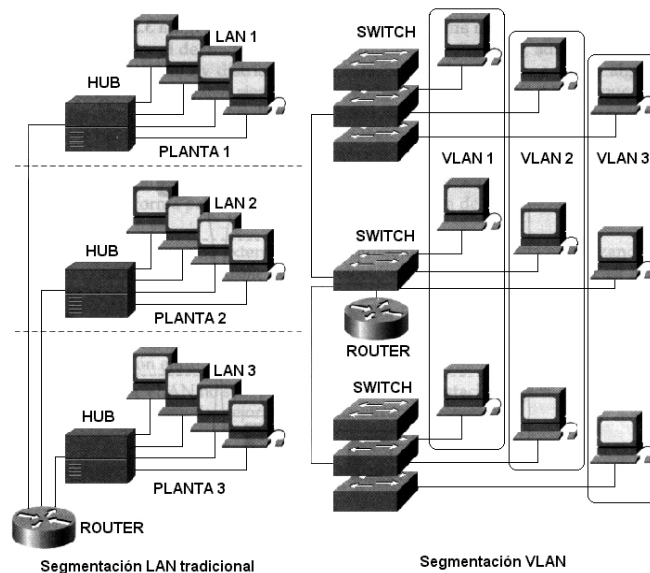 LAN 1
HUB
PLANTA 1
LAN 2
HUB
PLANTA 2
LAN 3
HUB
PLANTA 3
ROUTER
Segmentación LAN tradicional
SWITCH
VLAN 1
VLAN 2
VLAN 3
SWITCH
ROUTER
SWITCH
Segmentación VLAN